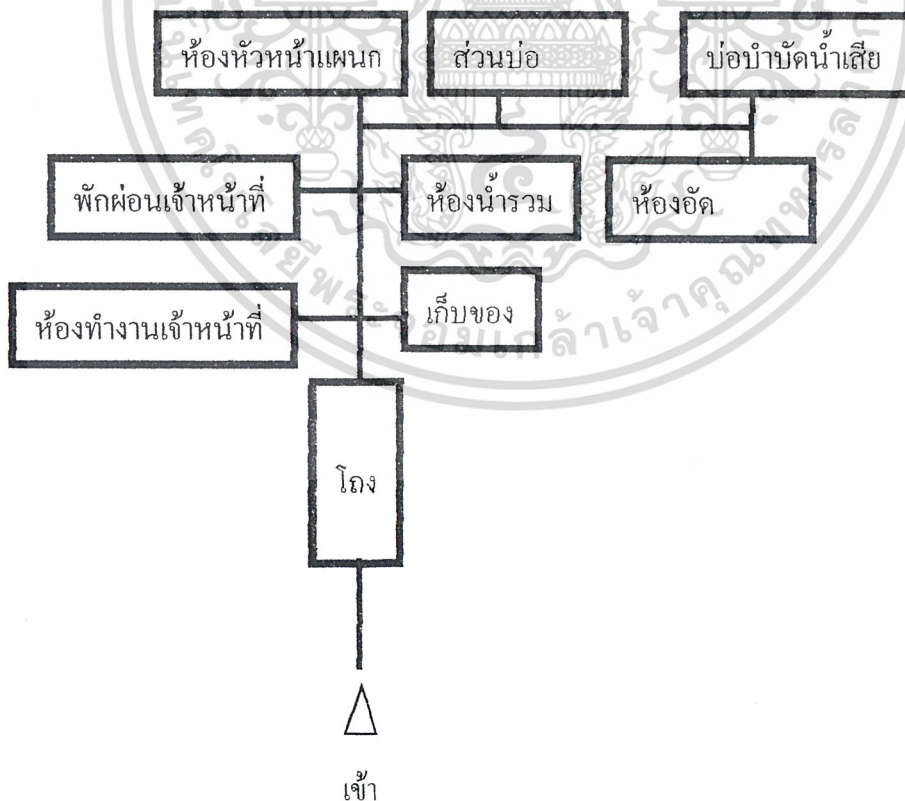 ห้องหัวหน้าแผนก
ส่วนบ่อ
บ่อบำบัดน้ำเสีย
พักผ่อนเจ้าหน้าที่
ห้องน้ำรวม
ห้องอัด
ห้องทำงานเจ้าหน้าที่
เก็บของ
โถง
เข้า